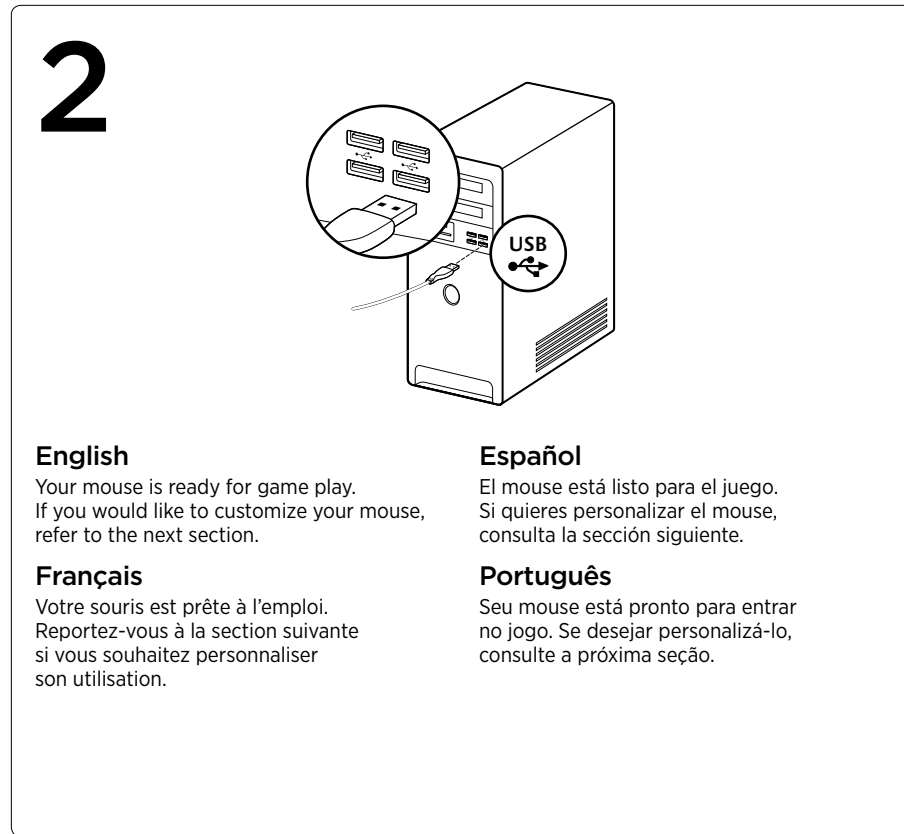 2
USB
English
Your mouse is ready for game play.
If you would like to customize your mouse,
refer to the next section.
Français
Votre souris est prête à l’emploi.
Reportez-vous à la section suivante
si vous souhaitez personnaliser
son utilisation.
Español
El mouse está listo para el juego.
Si quieres personalizar el mouse,
consulta la sección siguiente.
Português
Seu mouse está pronto para entrar
no jogo. Se desejar personalizá-lo,
consulte a próxima seção.